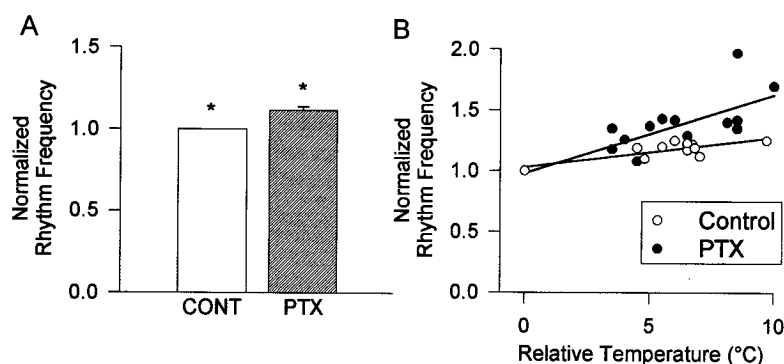 A
Normalized
Rhythm Frequency
1.5
1.0
0.5
0.0
*
*
CONT
PTX
B
Normalized
Rhythm Frequency
2.0
1.5
1.0
0.5
0.0
Control
PTX
0
5
10
Relative Temperature (°C)